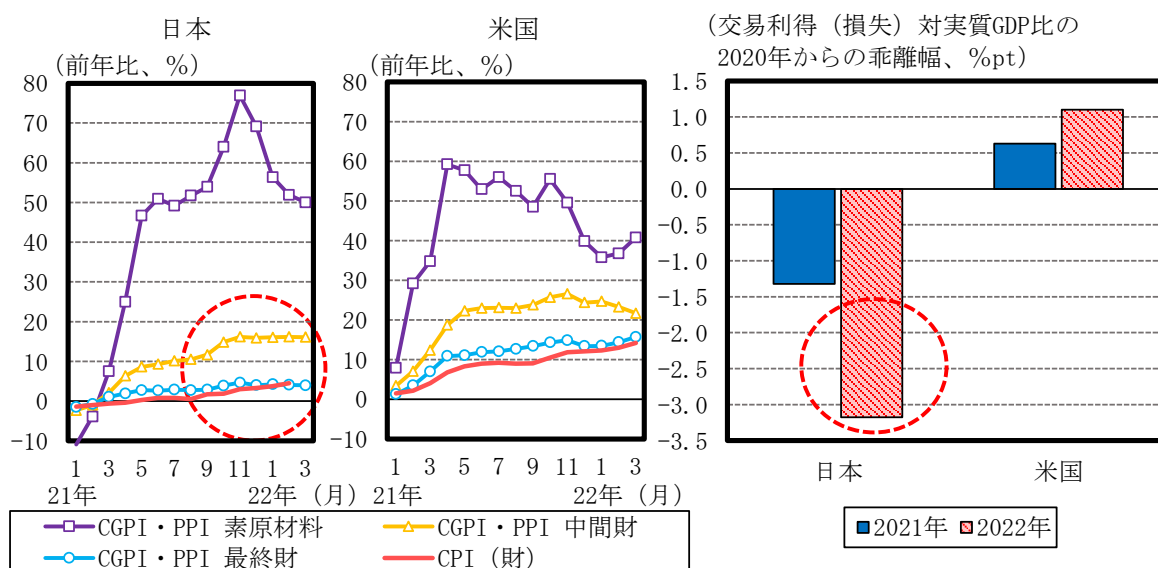 日本
(前年比、%)
80
70
60
50
40
30
20
10
0
-10
1 3 5 7 9 11 1 3
21年 22年 (月)
米国
(前年比、%)
80
70
60
50
40
30
20
10
0
-10
1 3 5 7 9 11 1 3
21年 22年 (月)
CGPI・PPI 素原材料
CGPI・PPI 中間財
CGPI・PPI 最終財
CPI (財)
(交易利得 (損失) 対実質GDP比の
2020年からの乖離幅、%pt)
1.5
1.0
0.5
0.0
-0.5
-1.0
-1.5
-2.0
-2.5
-3.0
-3.5
日本 米国
2021年 2022年